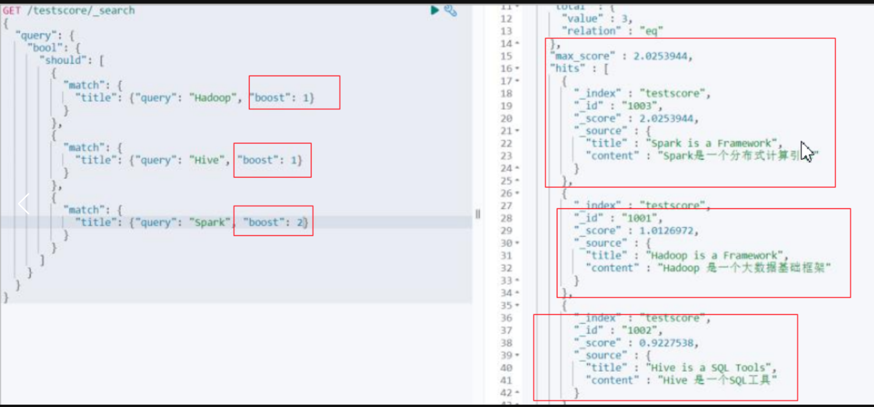 GET /testscore/_search
{
"query": {
"bool": {
"should": [
{
"match": {
"title": {"query": "Hadoop", "boost": 1}
}
},
{
"match": {
"title": {"query": "Hive", "boost": 1}
}
},
{
"match": {
"title": {"query": "Spark", "boost": 2}
}
}
]
}
}
}
11 "total" : {
12 "value" : 3,
13 "relation" : "eq"
14 },
15 "max_score" : 2.0253944,
16 "hits" : [
17 {
18 "_index" : "testscore",
19 "_id" : "1003",
20 "_score" : 2.0253944,
21 "_source" : {
22 "title" : "Spark is a Framework",
23 "content" : "Spark是一个分布式计算引
24 }
25 },
26 {
27 "_index" : "testscore",
28 "_id" : "1001",
29 "_score" : 1.0126972,
30 "_source" : {
31 "title" : "Hadoop is a Framework",
32 "content" : "Hadoop 是一个大数据基础框架"
33 }
34 },
35 {
36 "_index" : "testscore",
37 "_id" : "1002",
38 "_score" : 0.9227538,
39 "_source" : {
40 "title" : "Hive is a SQL Tools",
41 "content" : "Hive 是一个SQL工具"
42 }